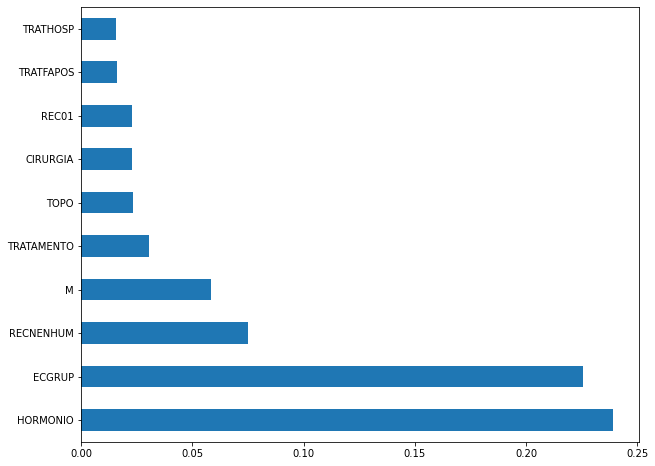 TRATHOSP
TRATFAPOS
REC01
CIRURGIA
TOPO
TRATAMENTO
M
RECNENHUM
ECGRUP
HORMONIO
0.00 0.05 0.10 0.15 0.20 0.25